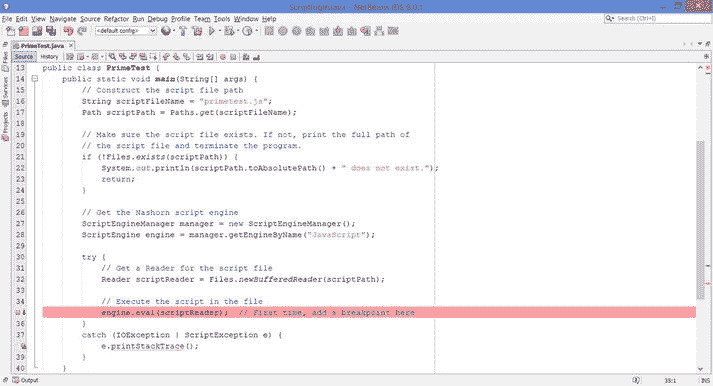 ScriptingInJava - NetBeans IDE 8.0.1
File Edit View Navigate Source Refactor Run Debug Profile Team Tools Window Help
Search (Ctrl+I)
<default config>
PrimeTest.java
Source History
Files
Services
Projects
13 public class PrimeTest {
14 public static void main(String[] args) {
15 // Construct the script file path
16 String scriptFileName = "primetest.js";
17 Path scriptPath = Paths.get(scriptFileName);
18
19 // Make sure the script file exists. If not, print the full path of
20 // the script file and terminate the program.
21 if (!Files.exists(scriptPath)) {
22 System.out.println(scriptPath.toAbsolutePath() + " does not exist.");
23 return;
24 }
25
26 // Get the Nashorn script engine
27 ScriptEngineManager manager = new ScriptEngineManager();
28 ScriptEngine engine = manager.getEngineByName("JavaScript");
29
30 try {
31 // Get a Reader for the script file
32 Reader scriptReader = Files.newBufferedReader(scriptPath);
33
34 // Execute the script in the file
engine.eval(scriptReader); // First time, add a breakpoint here
36 }
37 catch (IOException | ScriptException e) {
e.printStackTrace();
39 }
40 }
Output
35:1
INS